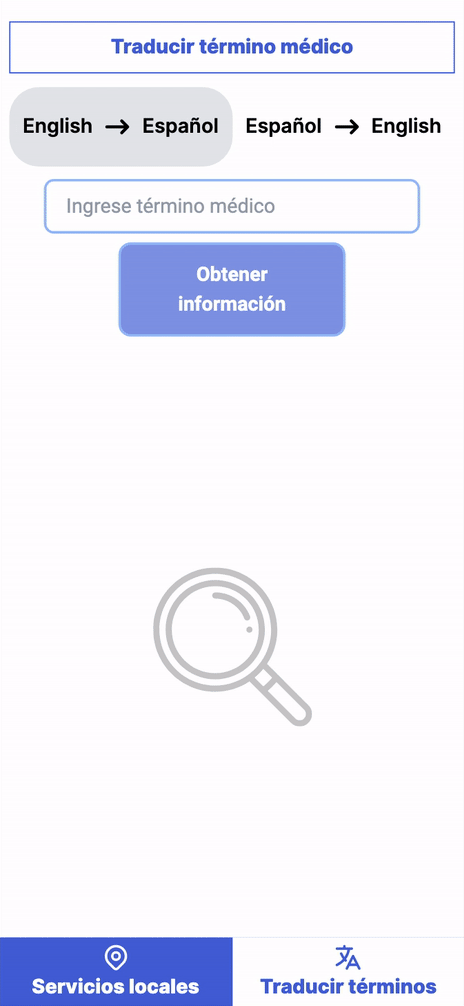 Traducir término médico
English → Español
Español → English
Ingrese término médico
Obtener
información
Servicios locales
Traducir términos